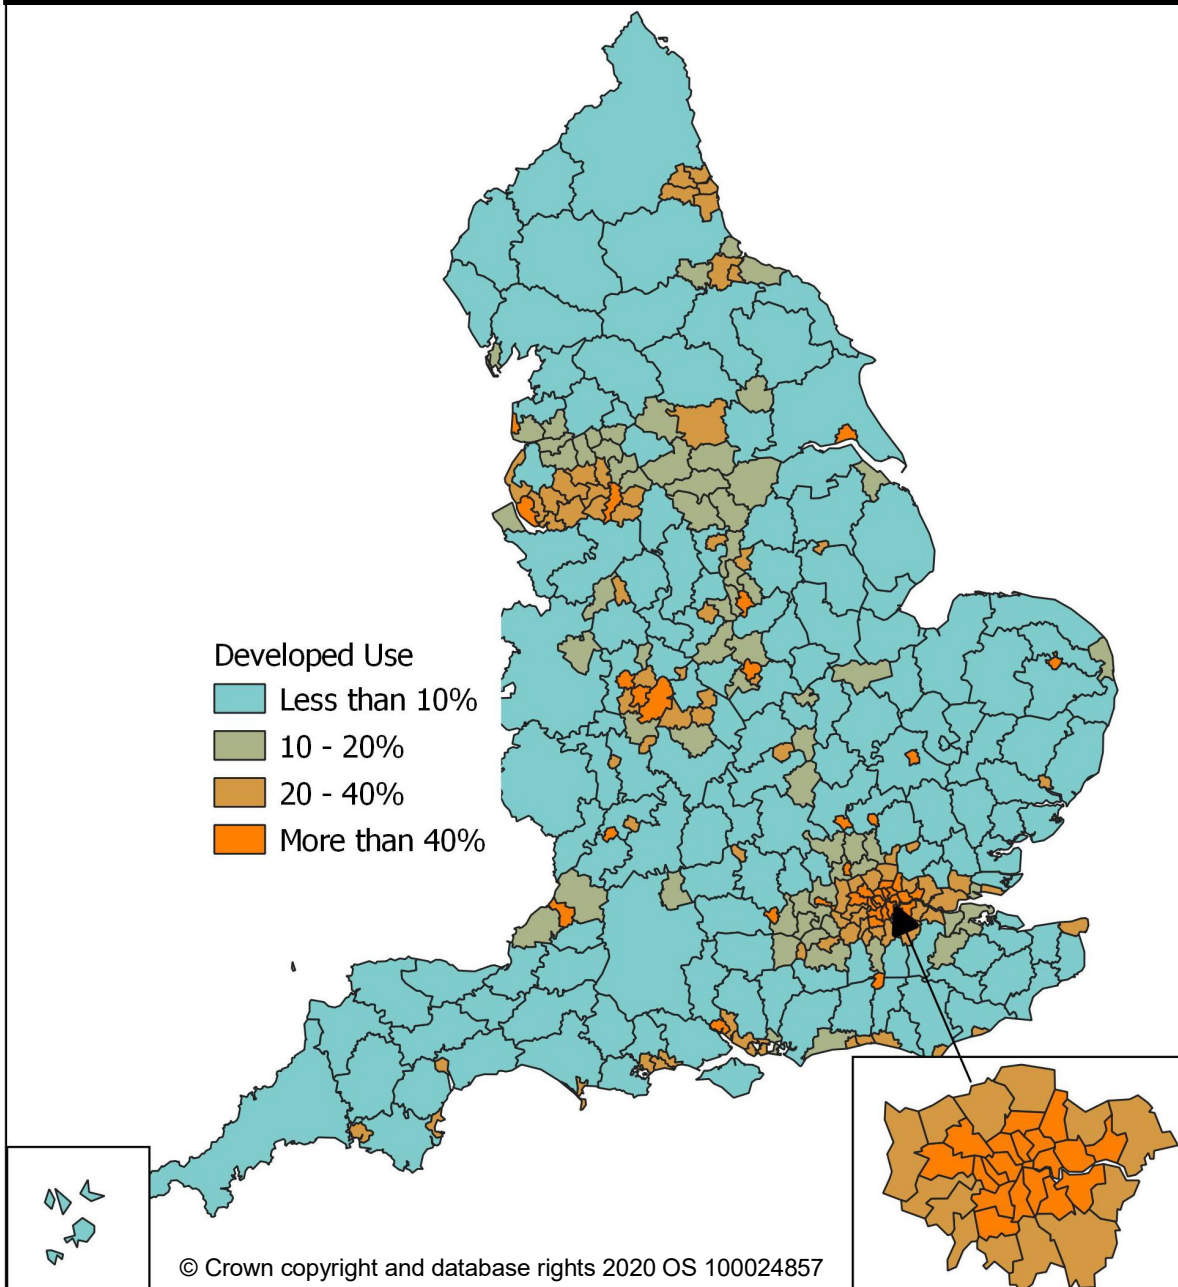 Developed Use
Less than 10%
10 - 20%
20 - 40%
More than 40%
© Crown copyright and database rights 2020 OS 100024857